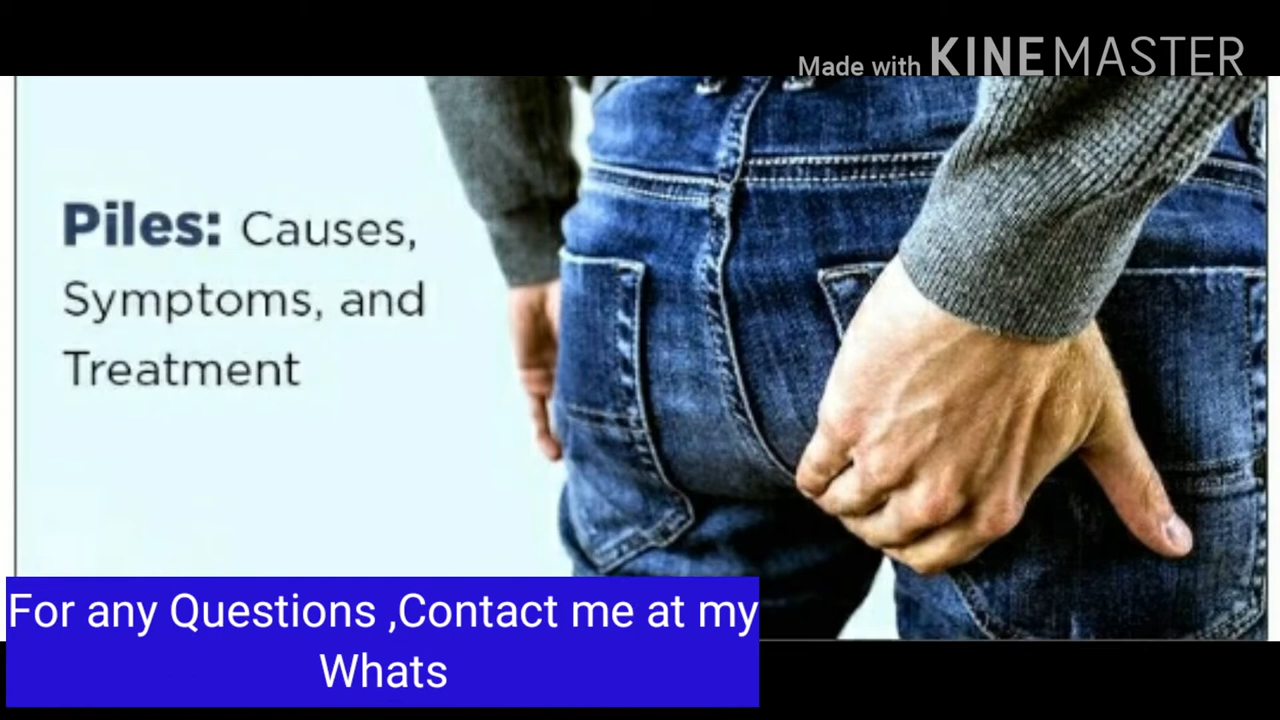 Made with KINEMASTER
Piles: Causes,
Symptoms, and
Treatment
For any Questions ,Contact me at my
Whats